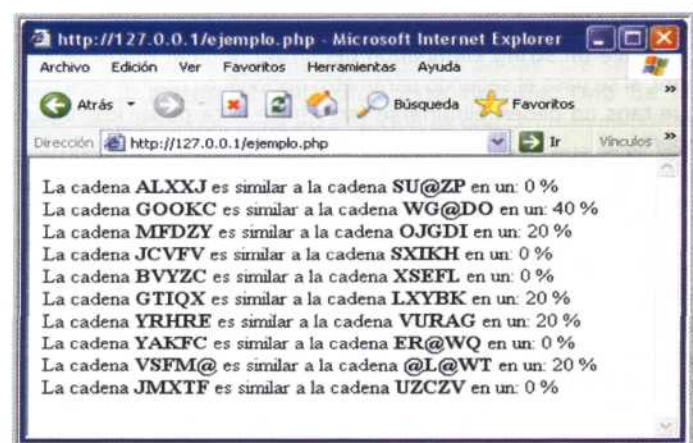 http://127.0.0.1/ejemplo.php - Microsoft Internet Explorer
Archivo Edición Ver Favoritos Herramientas Ayuda
Atrás Búsqueda Favoritos »
Dirección http://127.0.0.1/ejemplo.php Ir Vínculos »
La cadena ALXXJ es similar a la cadena SU@ZP en un: 0 %
La cadena GOOKC es similar a la cadena WG@DO en un: 40 %
La cadena MFDZY es similar a la cadena OJGDI en un: 20 %
La cadena JCVFV es similar a la cadena SXIKH en un: 0 %
La cadena BVYZC es similar a la cadena XSEFL en un: 0 %
La cadena GTIQX es similar a la cadena LXYBK en un: 20 %
La cadena YRHRE es similar a la cadena VURAG en un: 20 %
La cadena YAKFC es similar a la cadena ER@WQ en un: 0 %
La cadena VSFM@ es similar a la cadena @L@WT en un: 20 %
La cadena JMXTF es similar a la cadena UZCZV en un: 0 %